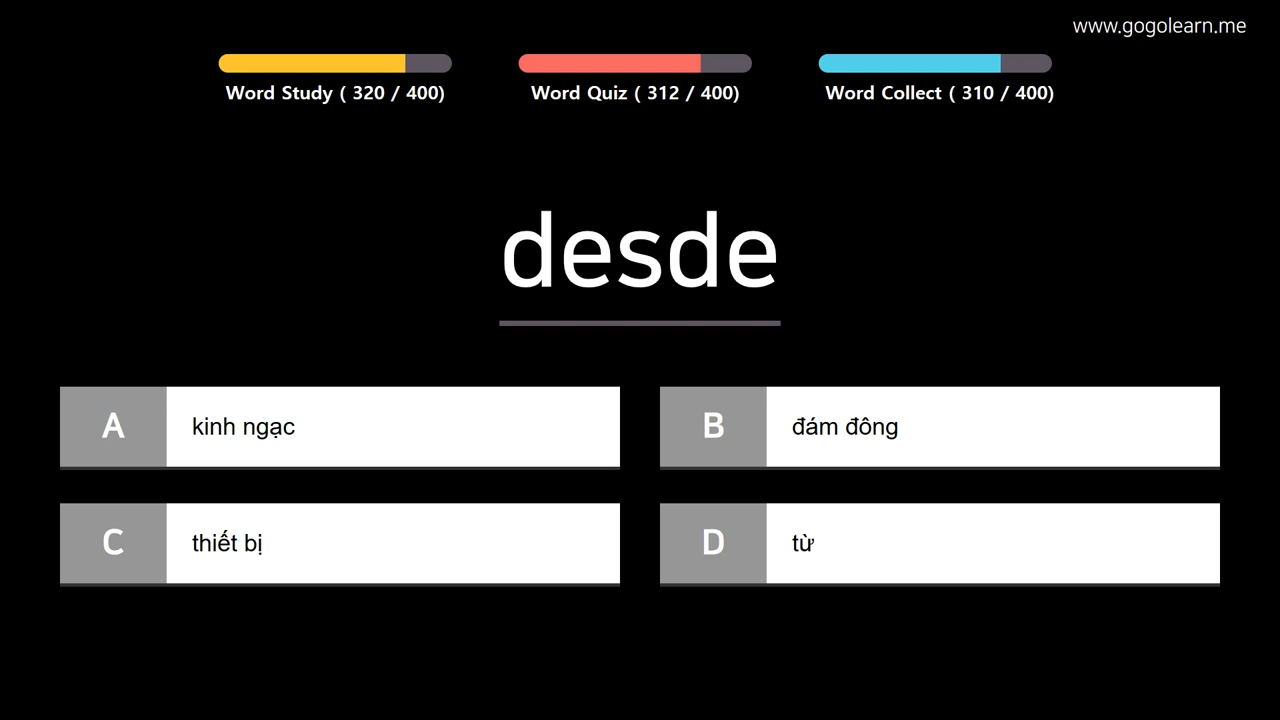 www.gogolearn.me
Word Study ( 320 / 400)
Word Quiz ( 312 / 400)
Word Collect ( 310 / 400)
desde
A kinh ngạc
B đám đông
C thiết bị
D từ